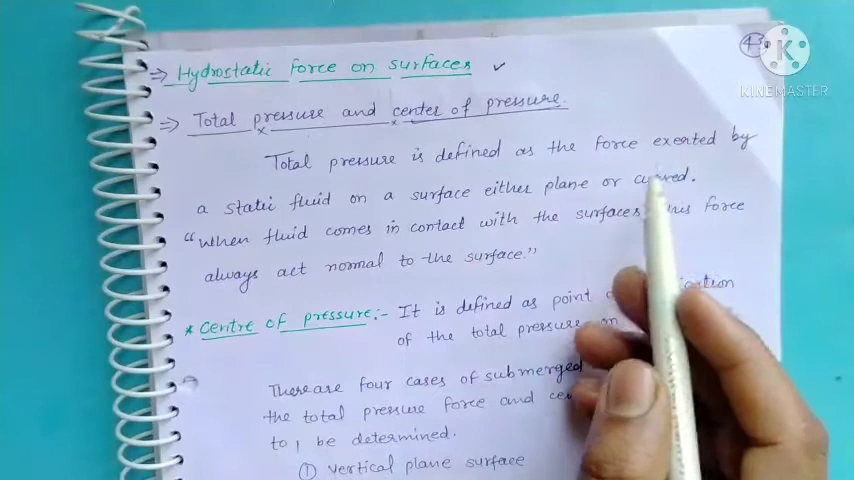 ⇒ Hydrostatic force on surfaces ✓
⇒ Total pressure and center of pressure.
Total pressure is defined as the force exerted by
a static fluid on a surface either plane or curved.
"When fluid comes in contact with the surfaces force
always act normal to the surface."
* Centre of pressure:- It is defined as point
of the total pressure on
There are four cases of submerged
the total pressure force and
to, be determined.
① Vertical plane surface
K
KINEMASTER